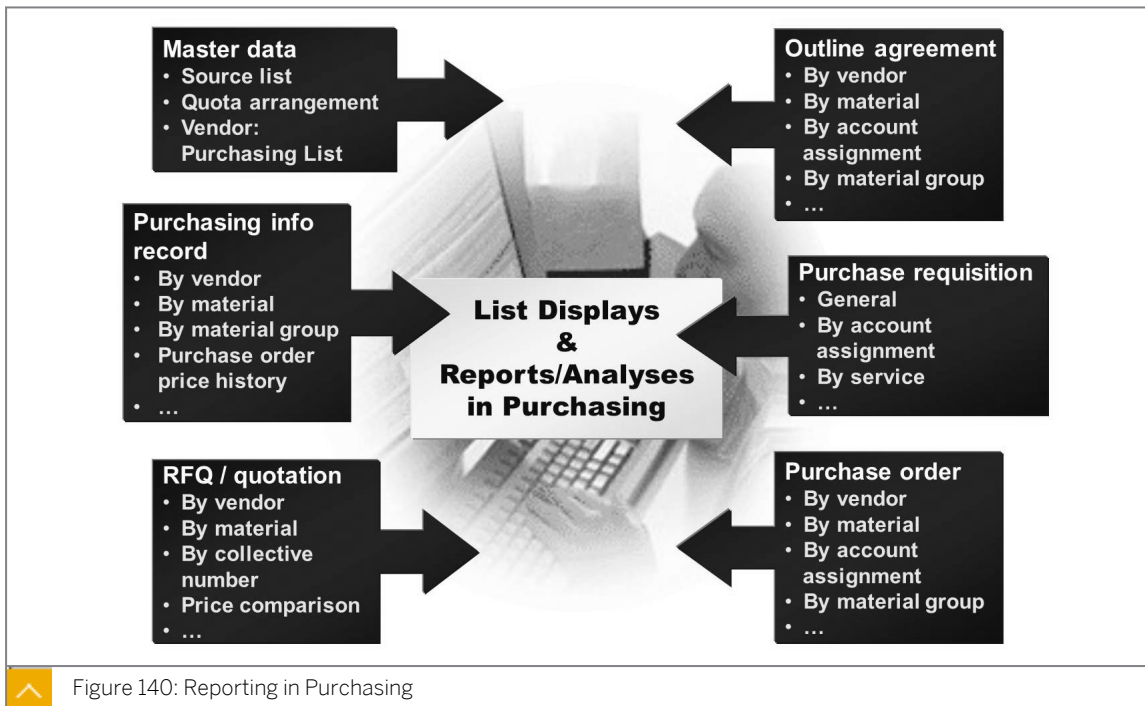 Master data
• Source list
• Quota arrangement
• Vendor:
Purchasing List
Purchasing info
record
• By vendor
• By material
• By material group
• Purchase order
price history
• ...
RFQ / quotation
• By vendor
• By material
• By collective
number
• Price comparison
• ...
List Displays
&
Reports/Analyses
in Purchasing
Outline agreement
• By vendor
• By material
• By account
assignment
• By material group
• ...
Purchase requisition
• General
• By account
assignment
• By service
• ...
Purchase order
• By vendor
• By material
• By account
assignment
• By material group
• ...
Figure 140: Reporting in Purchasing